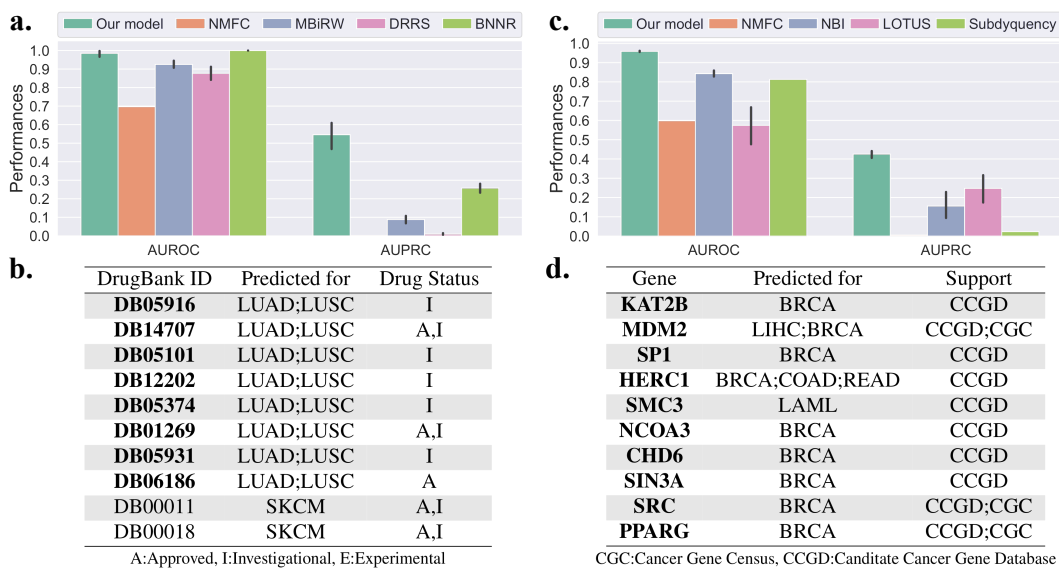 a.
Our model NMFC MBiRW DRRS BNNR
Performances
1.0
0.9
0.8
0.7
0.6
0.5
0.4
0.3
0.2
0.1
0.0
AUROC AUPRC
b.
DrugBank ID Predicted for Drug Status
DB05916 LUAD;LUSC I
DB14707 LUAD;LUSC A,I
DB05101 LUAD;LUSC I
DB12202 LUAD;LUSC I
DB05374 LUAD;LUSC I
DB01269 LUAD;LUSC A,I
DB05931 LUAD;LUSC I
DB06186 LUAD;LUSC A
DB00011 SKCM A,I
DB00018 SKCM A,I
A:Approved, I:Investigational, E:Experimental
c.
Our model NMFC NBI LOTUS Subdyquency
Performances
1.0
0.9
0.8
0.7
0.6
0.5
0.4
0.3
0.2
0.1
0.0
AUROC AUPRC
d.
Gene Predicted for Support
KAT2B BRCA CCGD
MDM2 LIHC;BRCA CCGD;CGC
SP1 BRCA CCGD
HERC1 BRCA;COAD;READ CCGD
SMC3 LAML CCGD
NCOA3 BRCA CCGD
CHD6 BRCA CCGD
SIN3A BRCA CCGD
SRC BRCA CCGD;CGC
PPARG BRCA CCGD;CGC
CGC:Cancer Gene Census, CCGD:Canditate Cancer Gene Database